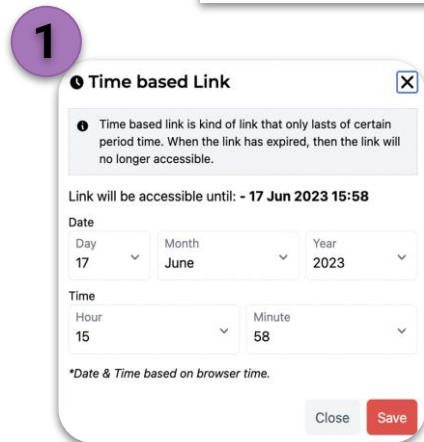 1
Time based Link
Time based link is kind of link that only lasts of certain
period time. When the link has expired, then the link will
no longer accessible.
Link will be accessible until: - 17 Jun 2023 15:58
Date
Day Month Year
17 June 2023
Time
Hour Minute
15 58
*Date & Time based on browser time.
Close Save